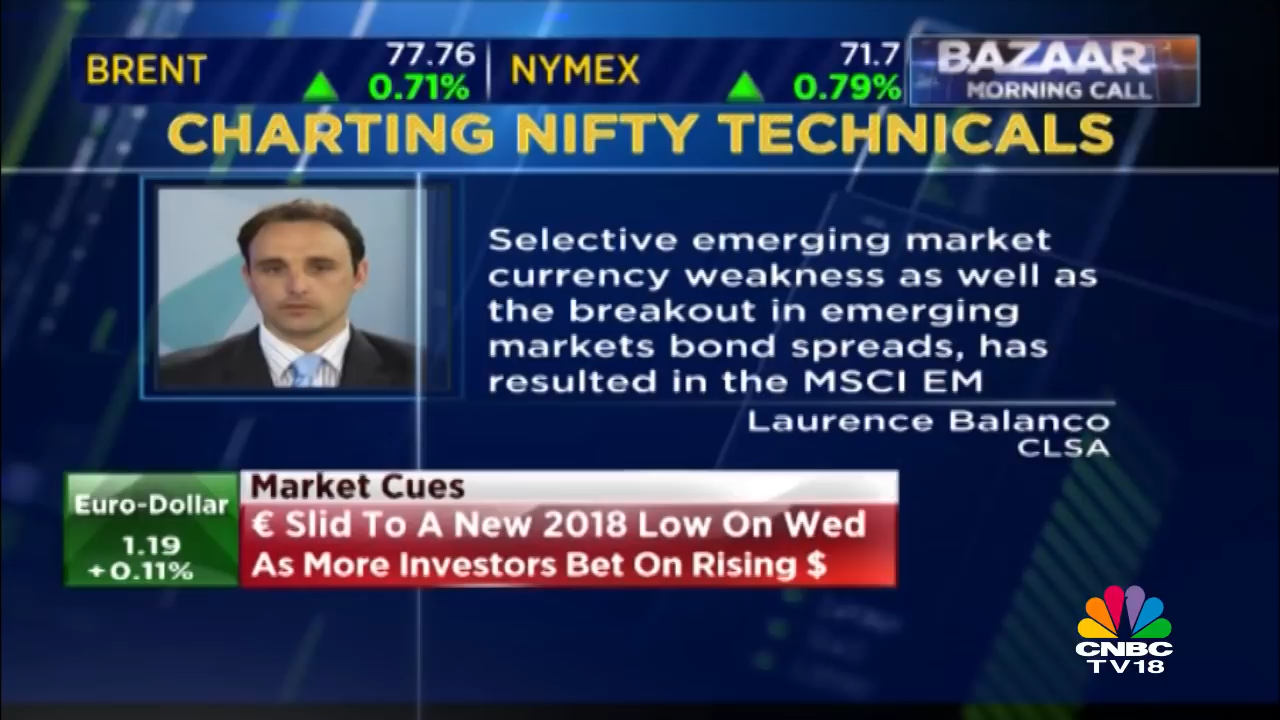 BRENT
77.76
0.71%
NYMEX
71.7
0.79%
BAZAAR
MORNING CALL
CHARTING NIFTY TECHNICALS
Selective emerging market
currency weakness as well as
the breakout in emerging
markets bond spreads, has
resulted in the MSCI EM
Laurence Balanco
CLSA
Euro-Dollar
1.19
+0.11%
Market Cues
€ Slid To A New 2018 Low On Wed
As More Investors Bet On Rising $
CNBC
TV18